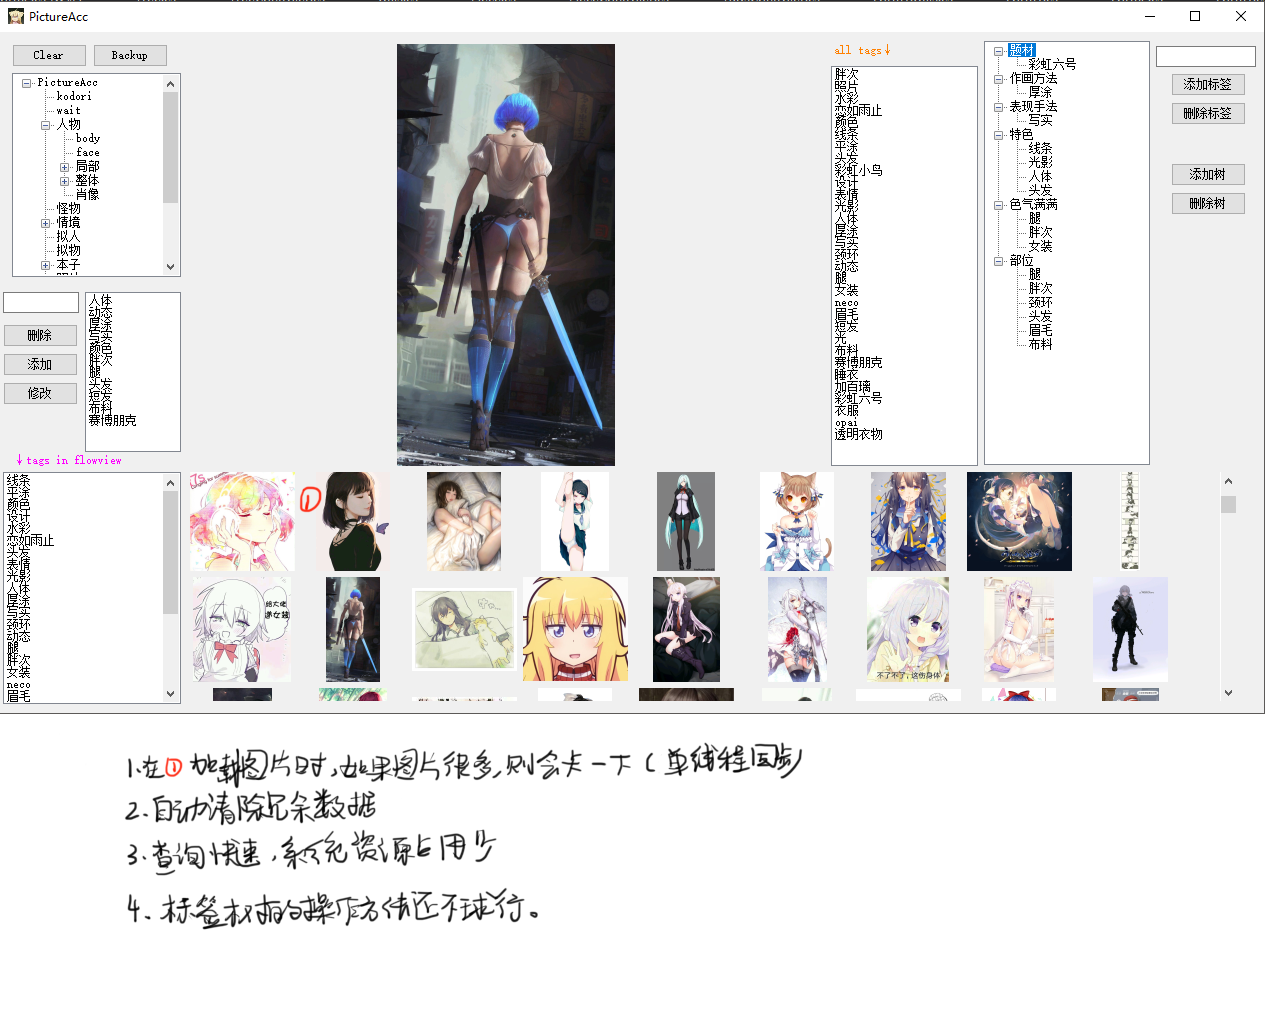 PictureAcc
Clear
Backup
PictureAcc
kodori
wait
人物
body
face
局部
整体
肖像
怪物
情境
拟人
拟物
本子
删除
添加
修改
人体
动态
厚涂
写实
颜色
胖次
腿
头发
短发
布料
赛博朋克
↓tags in flowview
线条
平涂
颜色
设计
水彩
恋如雨止
头发
表情
光影
人体
厚涂
写实
颈环
动态
腿
胖次
女装
neco
眉毛
all tags↓
胖次
照片
水彩
恋如雨止
颜色
线条
平涂
头发
彩虹小鸟
设计
表情
光影
人体
厚涂
写实
颈环
动态
腿
女装
neco
眉毛
短发
光
布料
赛博朋克
睡衣
加百璃
彩虹六号
衣服
opai
透明衣物
题材
彩虹六号
作画方法
厚涂
表现手法
写实
特色
线条
光影
人体
头发
色气满满
腿
胖次
女装
部位
腿
胖次
颈环
头发
眉毛
布料
添加标签
删除标签
添加树
删除树
①
给大佬
递女装
不了不了，这伤身体
1.在①加载图片时,如果图片很多,则会卡一下(单线程同步)
2.自动清除冗余数据
3.查询快速,系统资源占用少
4、标签树的操作方法还不可行。